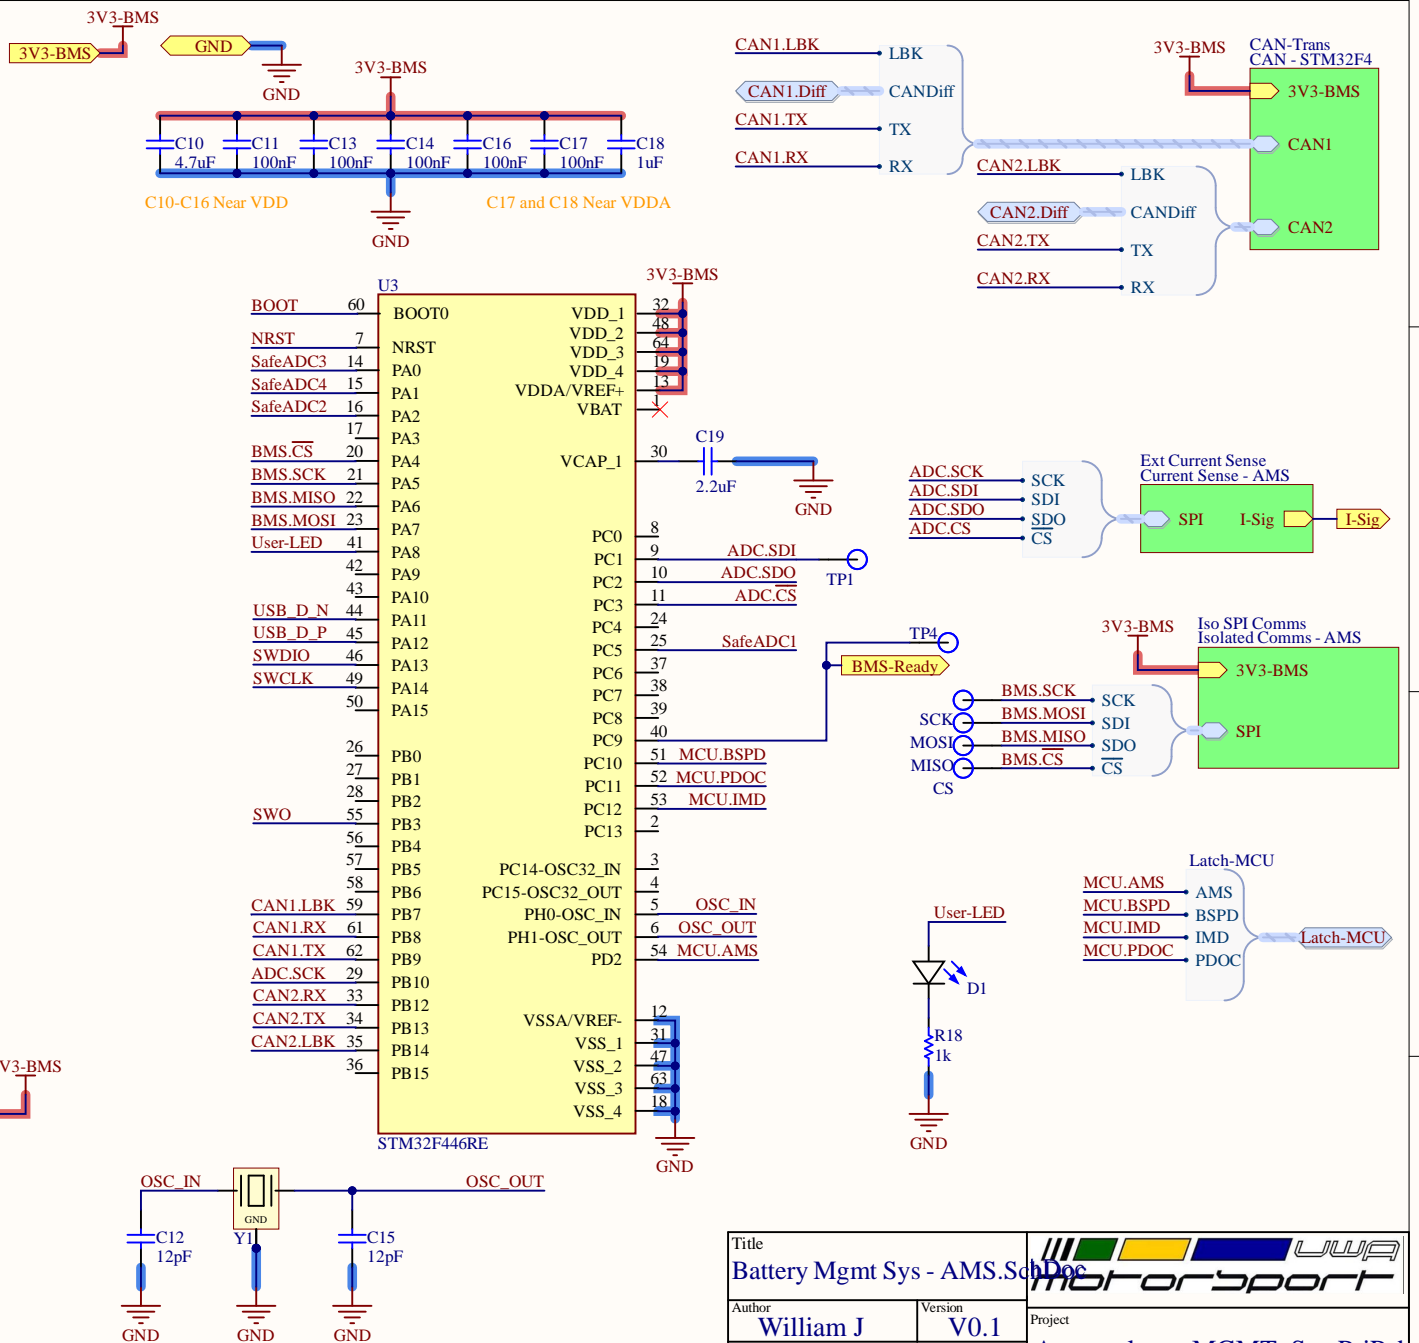 3V3-BMS
3V3-BMS
GND
GND
3V3-BMS
C10
4.7uF
C11
100nF
C13
100nF
C14
100nF
C16
100nF
C17
100nF
C18
1uF
C10-C16 Near VDD
C17 and C18 Near VDDA
GND
CAN1.LBK
LBK
CAN1.Diff
CANDiff
CAN1.TX
TX
CAN1.RX
RX
CAN2.LBK
LBK
CAN2.Diff
CANDiff
CAN2.TX
TX
CAN2.RX
RX
3V3-BMS
CAN-Trans
CAN - STM32F4
3V3-BMS
CAN1
CAN2
U3
BOOT 60 BOOT0
NRST 7 NRST
SafeADC3 14 PA0
SafeADC4 15 PA1
SafeADC2 16 PA2
17 PA3
BMS.CS 20 PA4
BMS.SCK 21 PA5
BMS.MISO 22 PA6
BMS.MOSI 23 PA7
User-LED 41 PA8
42 PA9
43 PA10
USB_D_N 44 PA11
USB_D_P 45 PA12
SWDIO 46 PA13
SWCLK 49 PA14
50 PA15
26 PB0
27 PB1
28 PB2
SWO 55 PB3
56 PB4
57 PB5
58 PB6
CAN1.LBK 59 PB7
CAN1.RX 61 PB8
CAN1.TX 62 PB9
ADC.SCK 29 PB10
CAN2.RX 33 PB12
CAN2.TX 34 PB13
CAN2.LBK 35 PB14
36 PB15
3V3-BMS
VDD_1 32
VDD_2 48
VDD_3 64
VDD_4 19
VDDA/VREF+ 13
VBAT 1
VCAP_1 30
C19
2.2uF
GND
PC0 8
PC1 9 ADC.SDI
TP1
PC2 10 ADC.SDO
PC3 11 ADC.CS
PC4 24
PC5 25 SafeADC1
PC6 37
PC7 38
PC8 39
PC9 40
TP4
BMS-Ready
PC10 51 MCU.BSPD
PC11 52 MCU.PDOC
PC12 53 MCU.IMD
PC13 2
PC14-OSC32_IN 3
PC15-OSC32_OUT 4
PH0-OSC_IN 5 OSC_IN
PH1-OSC_OUT 6 OSC_OUT
PD2 54 MCU.AMS
VSSA/VREF- 12
VSS_1 31
VSS_2 47
VSS_3 63
VSS_4 18
GND
STM32F446RE
ADC.SCK SCK
ADC.SDI SDI
ADC.SDO SDO
ADC.CS CS
Ext Current Sense
Current Sense - AMS
SPI I-Sig I-Sig
3V3-BMS
Iso SPI Comms
Isolated Comms - AMS
3V3-BMS
SPI
BMS.SCK SCK
SCK BMS.MOSI SDI
MOSI BMS.MISO SDO
MISO BMS.CS CS
CS
Latch-MCU
MCU.AMS AMS
MCU.BSPD BSPD
MCU.IMD IMD
MCU.PDOC PDOC
Latch-MCU
User-LED
D1
R18
1k
GND
V3-BMS
OSC_IN
OSC_OUT
GND
Y1
C12
12pF
C15
12pF
GND
GND
GND
Title
Battery Mgmt Sys - AMS.SchDoc
Author
William J
Version
V0.1
UWA
motorsport
Project